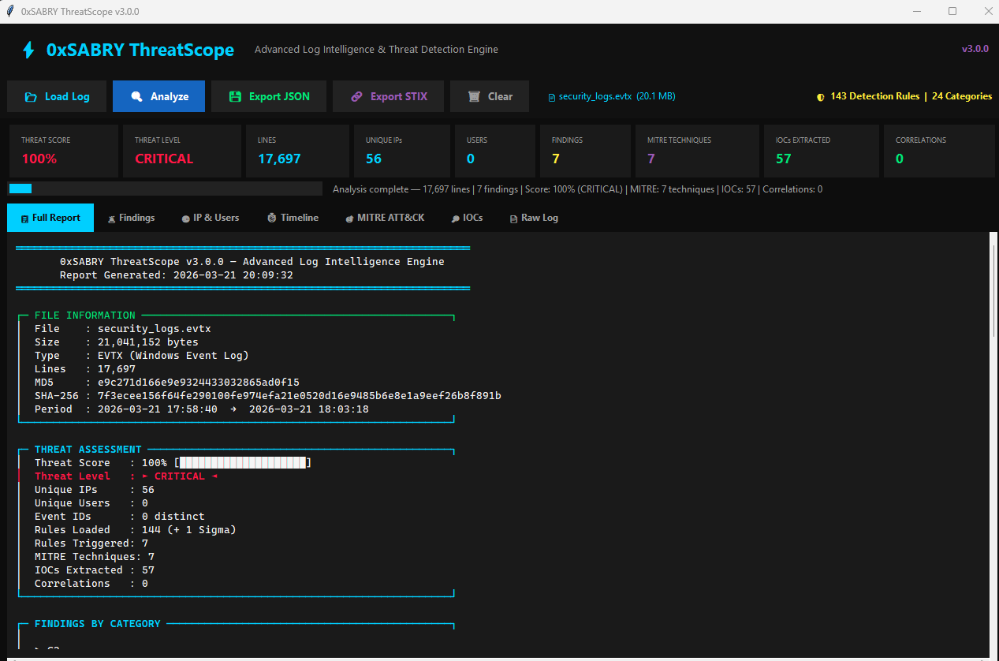 0xSABRY ThreatScope v3.0.0
0xSABRY ThreatScope Advanced Log Intelligence & Threat Detection Engine v3.0.0
Load Log Analyze Export JSON Export STIX Clear security_logs.evtx (20.1 MB) 143 Detection Rules | 24 Categories
THREAT SCORE THREAT LEVEL LINES UNIQUE IPs USERS FINDINGS MITRE TECHNIQUES IOCs EXTRACTED CORRELATIONS
100% CRITICAL 17,697 56 0 7 7 57 0
Analysis complete — 17,697 lines | 7 findings | Score: 100% (CRITICAL) | MITRE: 7 techniques | IOCs: 57 | Correlations: 0
Full Report Findings IP & Users Timeline MITRE ATT&CK IOCs Raw Log
0xSABRY ThreatScope v3.0.0 — Advanced Log Intelligence Engine
Report Generated: 2026-03-21 20:09:32
FILE INFORMATION
File : security_logs.evtx
Size : 21,041,152 bytes
Type : EVTX (Windows Event Log)
Lines : 17,697
MD5 : e9c271d166e9e9324433032865ad0f15
SHA-256 : 7f3ecee156f64fe290100fe974efa21e0520d16e9485b6e8e1a9eef26b8f891b
Period : 2026-03-21 17:58:40 → 2026-03-21 18:03:18
THREAT ASSESSMENT
Threat Score : 100% [████████████████████]
Threat Level : ► CRITICAL ◄
Unique IPs : 56
Unique Users : 0
Event IDs : 0 distinct
Rules Loaded : 144 (+ 1 Sigma)
Rules Triggered: 7
MITRE Techniques: 7
IOCs Extracted : 57
Correlations : 0
FINDINGS BY CATEGORY